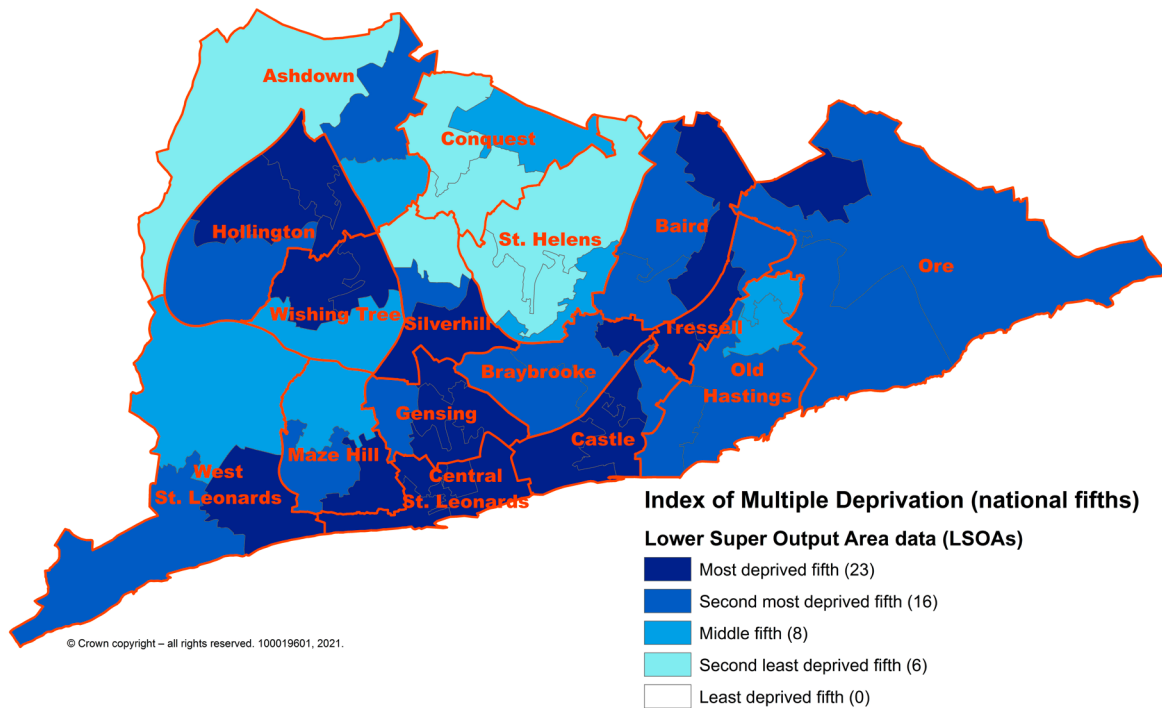 Ashdown
Conquest
Hollington
St. Helens
Baird
Ore
Wishing Tree
Silverhill
Tressell
Braybrooke
Old
Hastings
Gensing
Castle
Maze Hill
Central
St. Leonards
West
St. Leonards
Index of Multiple Deprivation (national fifths)
Lower Super Output Area data (LSOAs)
Most deprived fifth (23)
Second most deprived fifth (16)
Middle fifth (8)
Second least deprived fifth (6)
Least deprived fifth (0)
© Crown copyright – all rights reserved. 100019601, 2021.